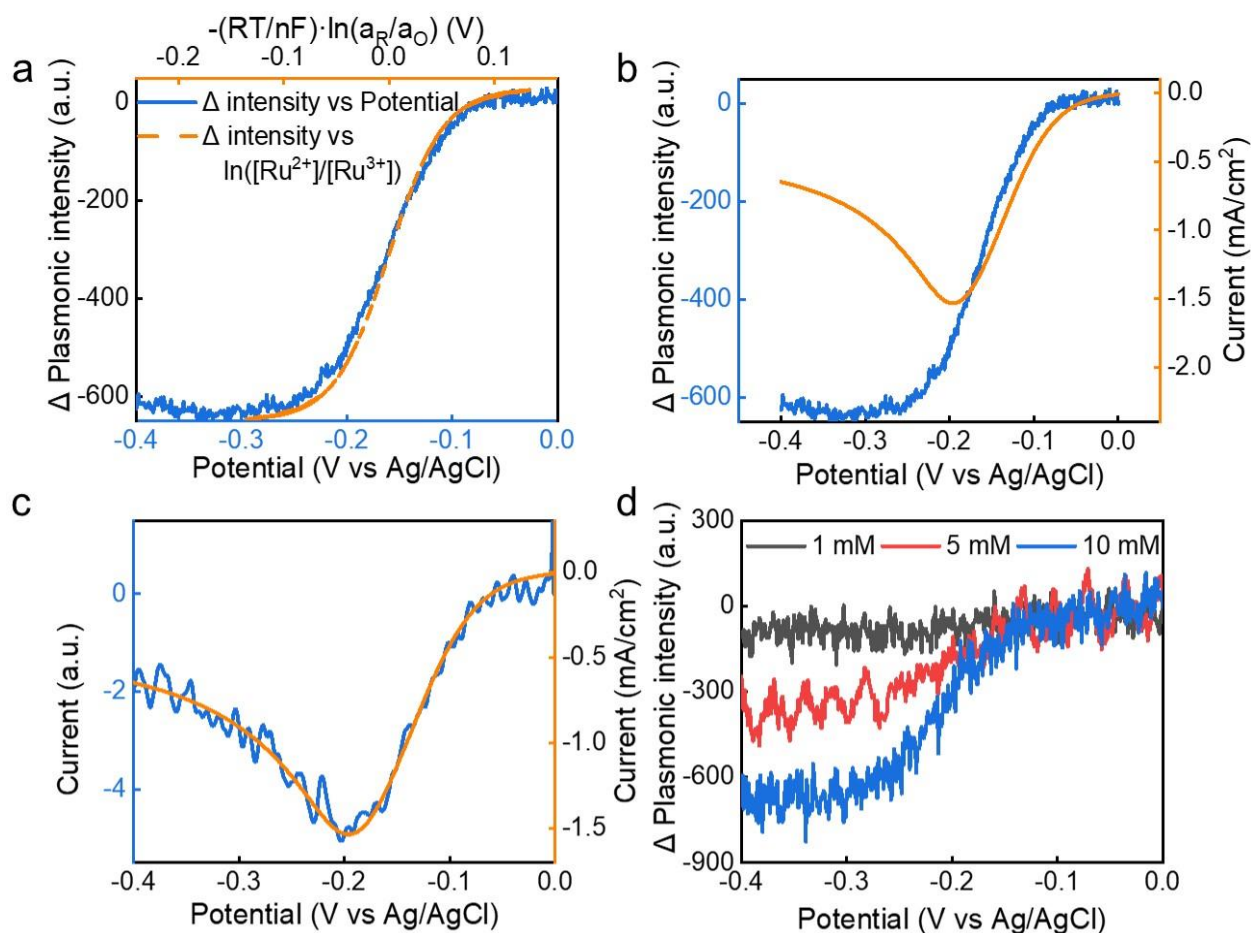 -(RT/nF)·ln(a_R/a_O) (V)
-0.2 -0.1 0.0 0.1
a
Δ intensity vs Potential
Δ intensity vs
ln([Ru²⁺]/[Ru³⁺])
0
-200
-400
-600
Δ Plasmonic intensity (a.u.)
-0.4 -0.3 -0.2 -0.1 0.0
Potential (V vs Ag/AgCl)
b
0
-200
-400
-600
Δ Plasmonic intensity (a.u.)
0.0
-0.5
-1.0
-1.5
-2.0
Current (mA/cm²)
-0.4 -0.3 -0.2 -0.1 0.0
Potential (V vs Ag/AgCl)
c
0
-2
-4
Current (a.u.)
0.0
-0.5
-1.0
-1.5
Current (mA/cm²)
-0.4 -0.3 -0.2 -0.1 0.0
Potential (V vs Ag/AgCl)
d
1 mM 5 mM 10 mM
300
0
-300
-600
-900
Δ Plasmonic intensity (a.u.)
-0.4 -0.3 -0.2 -0.1 0.0
Potential (V vs Ag/AgCl)